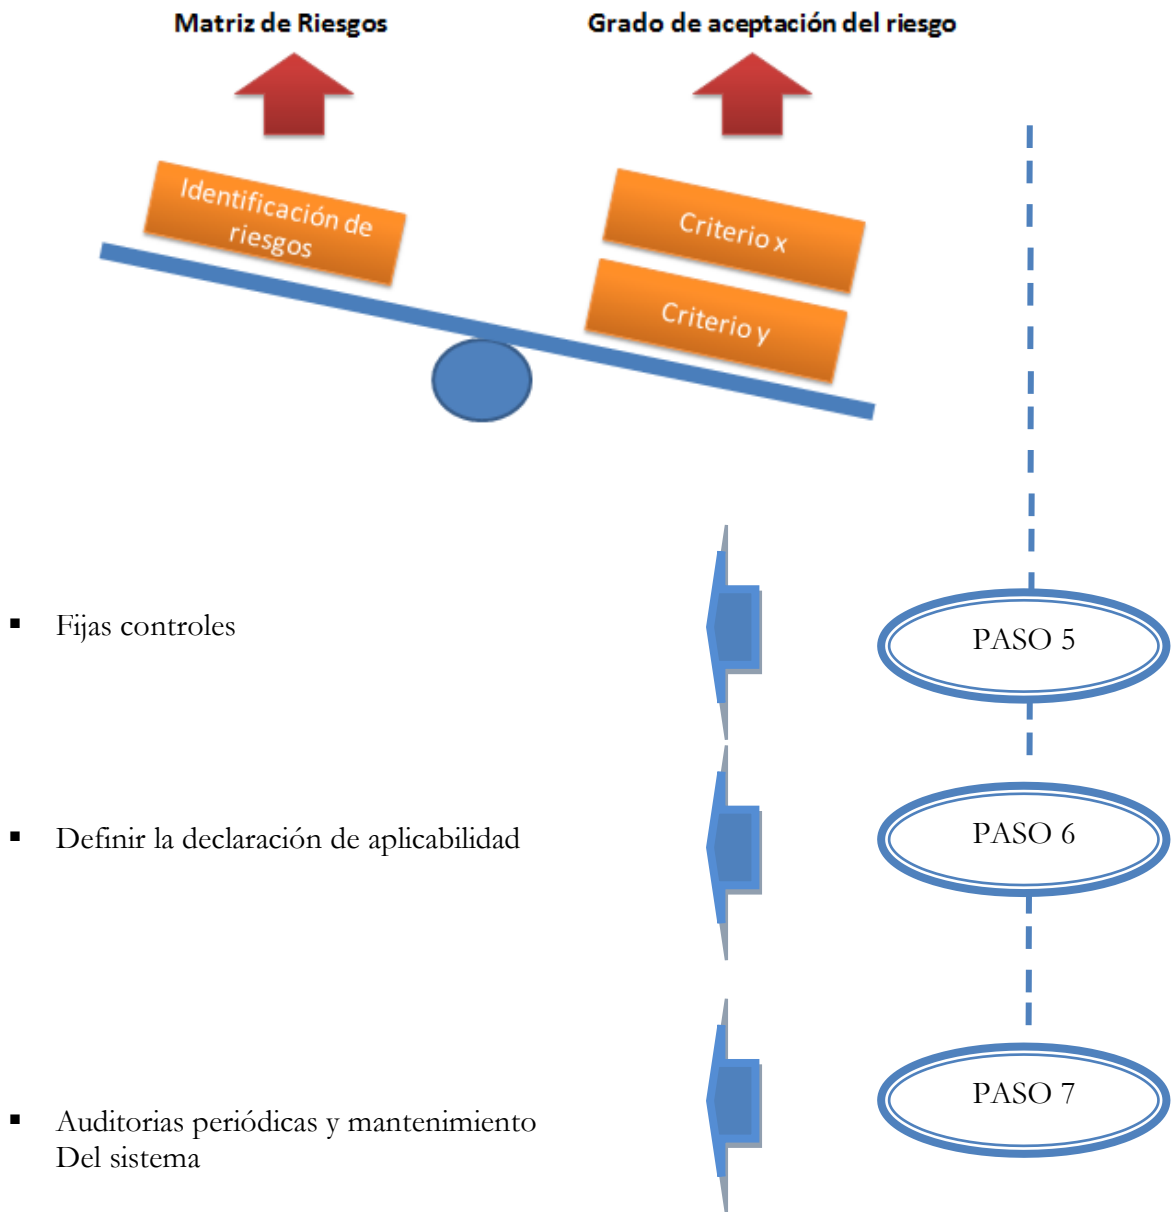 Matriz de Riesgos
Grado de aceptación del riesgo
Identificación de
riesgos
Criterio x
Criterio y
▪ Fijas controles
PASO 5
▪ Definir la declaración de aplicabilidad
PASO 6
▪ Auditorias periódicas y mantenimiento
Del sistema
PASO 7